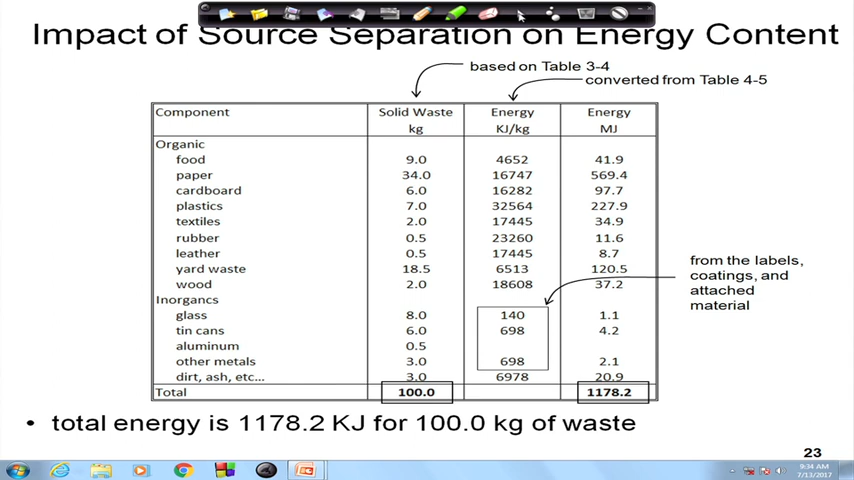 Impact of Source Separation on Energy Content
based on Table 3-4
converted from Table 4-5
Component Solid Waste Energy Energy
kg KJ/kg MJ
Organic
food 9.0 4652 41.9
paper 34.0 16747 569.4
cardboard 6.0 16282 97.7
plastics 7.0 32564 227.9
textiles 2.0 17445 34.9
rubber 0.5 23260 11.6
leather 0.5 17445 8.7
yard waste 18.5 6513 120.5
wood 2.0 18608 37.2
Inorgancs
glass 8.0 140 1.1
tin cans 6.0 698 4.2
aluminum 0.5
other metals 3.0 698 2.1
dirt, ash, etc... 3.0 6978 20.9
Total 100.0 1178.2
from the labels,
coatings, and
attached
material
• total energy is 1178.2 KJ for 100.0 kg of waste
23
9:34 AM
7/13/2017